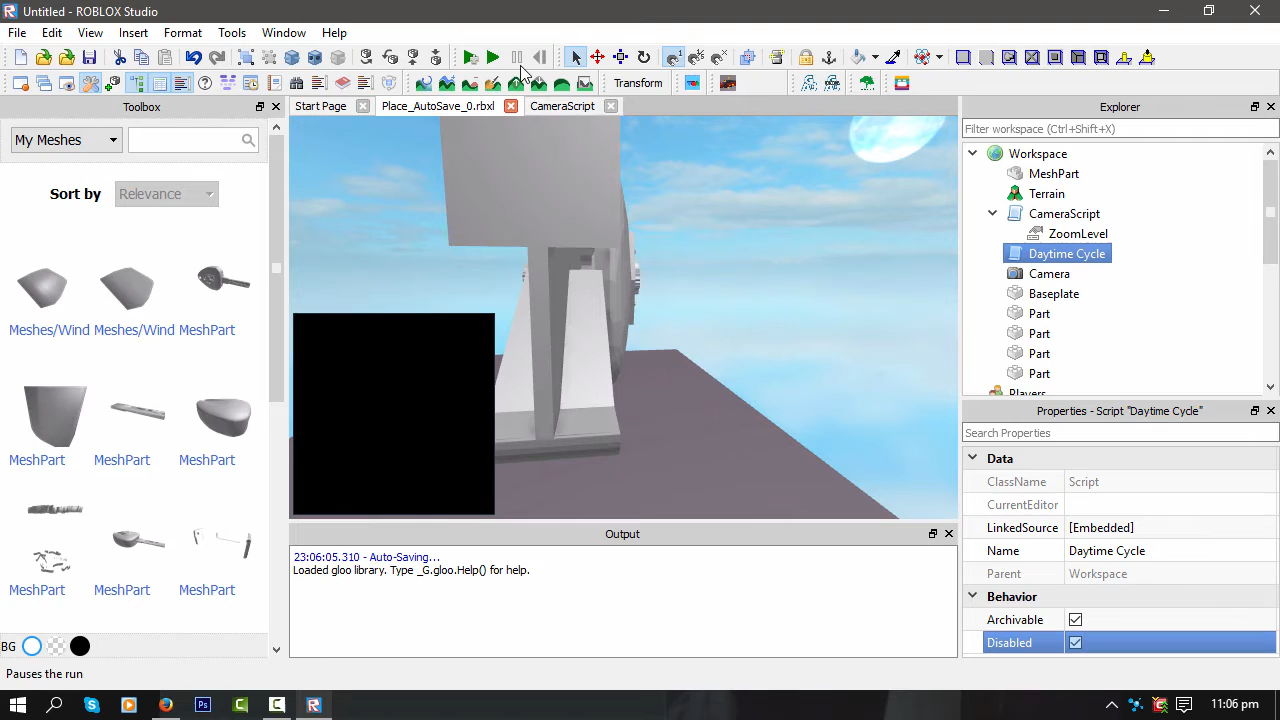 Untitled - ROBLOX Studio
File Edit View Insert Format Tools Window Help
Transform
Toolbox
My Meshes
Sort by Relevance
Meshes/Wind Meshes/Wind MeshPart
MeshPart MeshPart MeshPart
MeshPart MeshPart MeshPart
BG
Pauses the run
Start Page Place_AutoSave_0.rbxl CameraScript
Output
23:06:05.310 - Auto-Saving...
Loaded gloo library. Type _G.gloo.Help() for help.
Explorer
Filter workspace (Ctrl+Shift+X)
Workspace
MeshPart
Terrain
CameraScript
ZoomLevel
Daytime Cycle
Camera
Baseplate
Part
Part
Part
Part
Players
Properties - Script "Daytime Cycle"
Search Properties
Data
ClassName Script
CurrentEditor
LinkedSource [Embedded]
Name Daytime Cycle
Parent Workspace
Behavior
Archivable
Disabled
Ps
11:06 pm